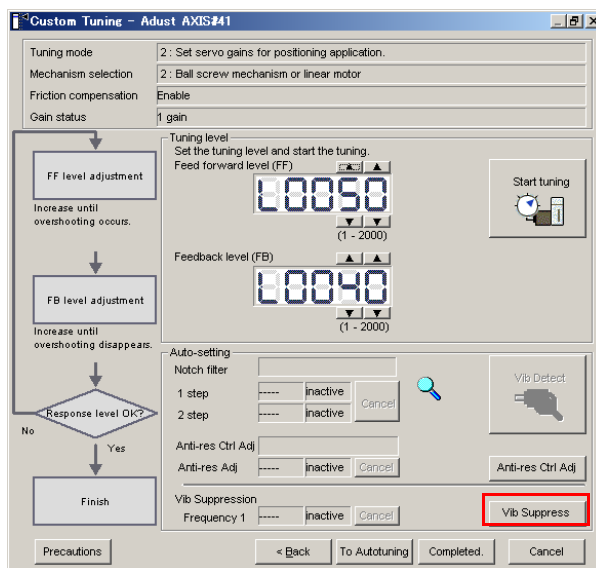 Custom Tuning - Adust AXIS#41
Tuning mode 2 : Set servo gains for positioning application.
Mechanism selection 2 : Ball screw mechanism or linear motor
Friction compensation Enable
Gain status 1 gain
FF level adjustment
Increase until
overshooting occurs.
FB level adjustment
Increase until
overshooting disappears.
Response level OK?
No
Yes
Finish
Tuning level
Set the tuning level and start the tuning.
Feed forward level (FF)
L0050
(1 - 2000)
Feedback level (FB)
L0040
(1 - 2000)
Start tuning
Auto-setting
Notch filter
1 step ----- inactive
2 step ----- inactive
Cancel
Vib Detect
Anti-res Ctrl Adj
Anti-res Adj ----- inactive Cancel
Anti-res Ctrl Adj
Vib Suppression
Frequency 1 ----- inactive Cancel
Vib Suppress
Precautions < Back To Autotuning Completed. Cancel